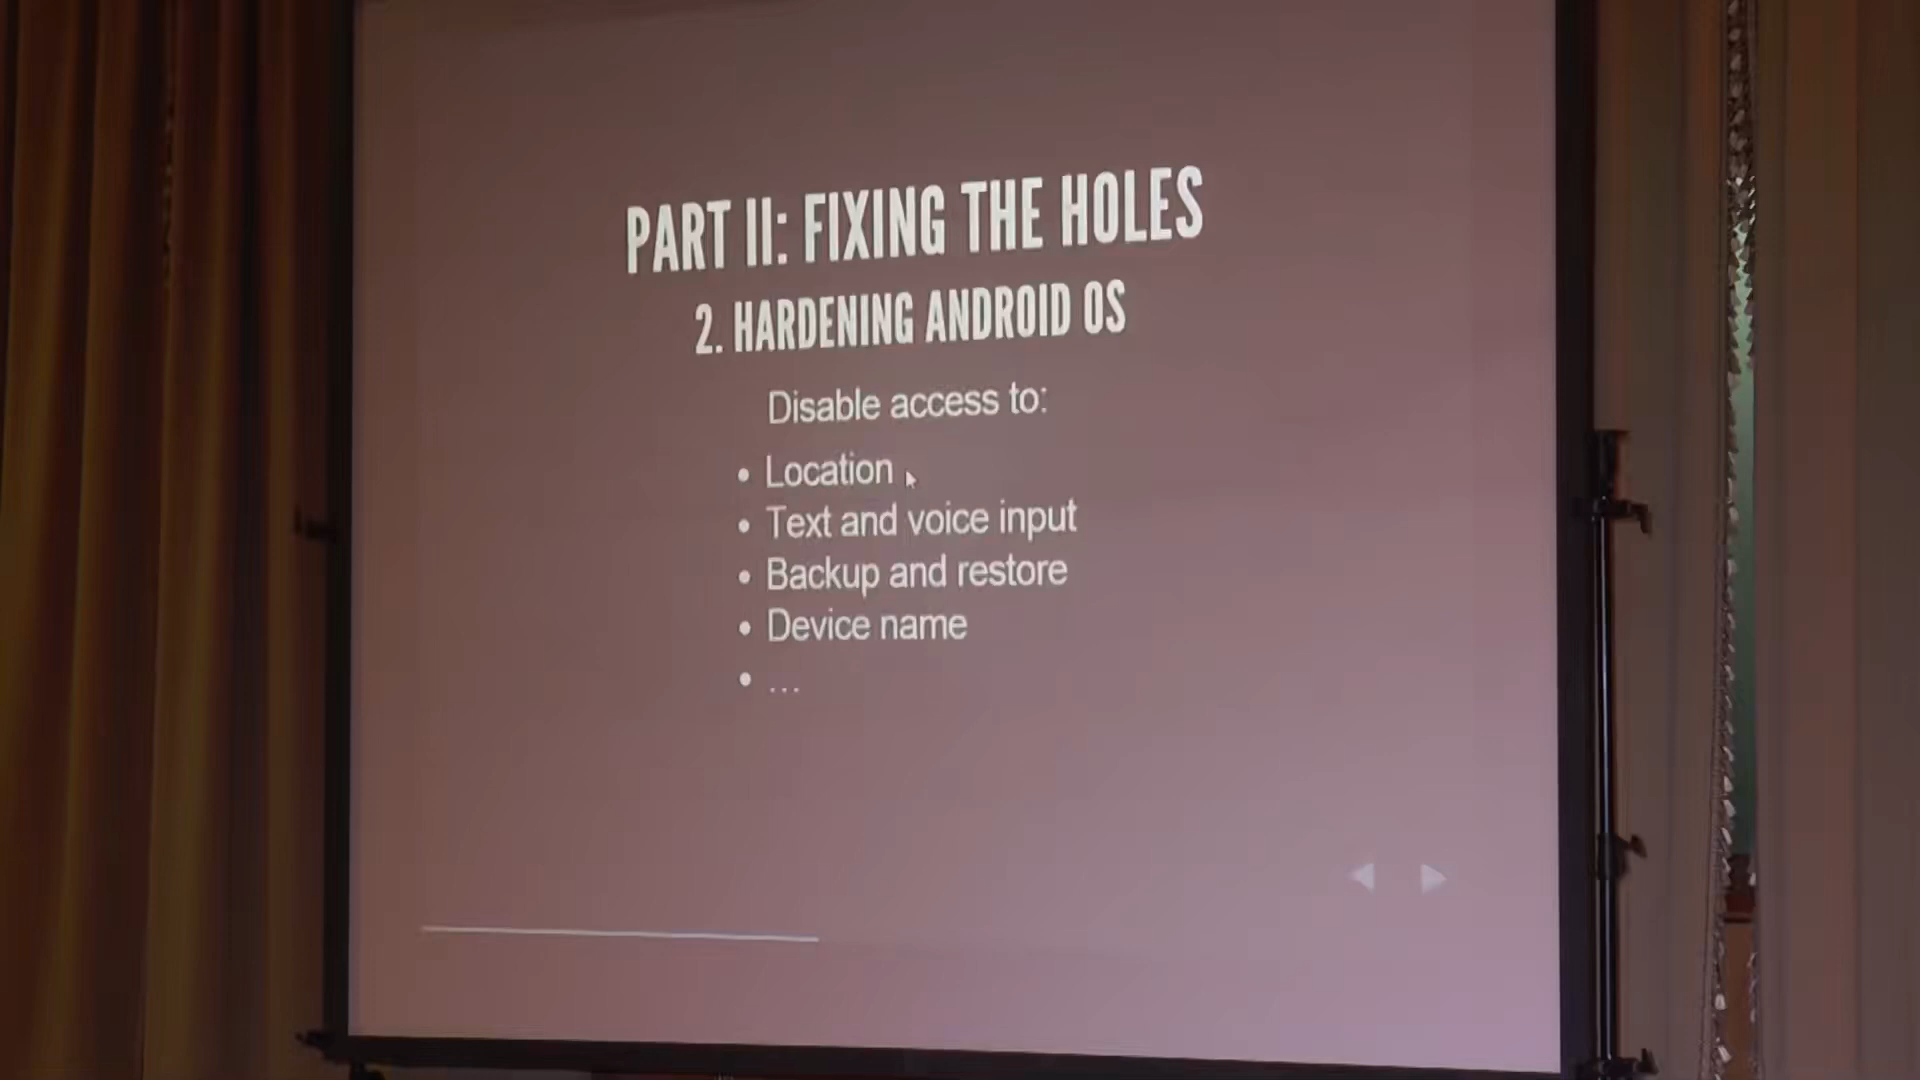 PART II: FIXING THE HOLES
2. HARDENING ANDROID OS
Disable access to:
• Location
• Text and voice input
• Backup and restore
• Device name
• ...